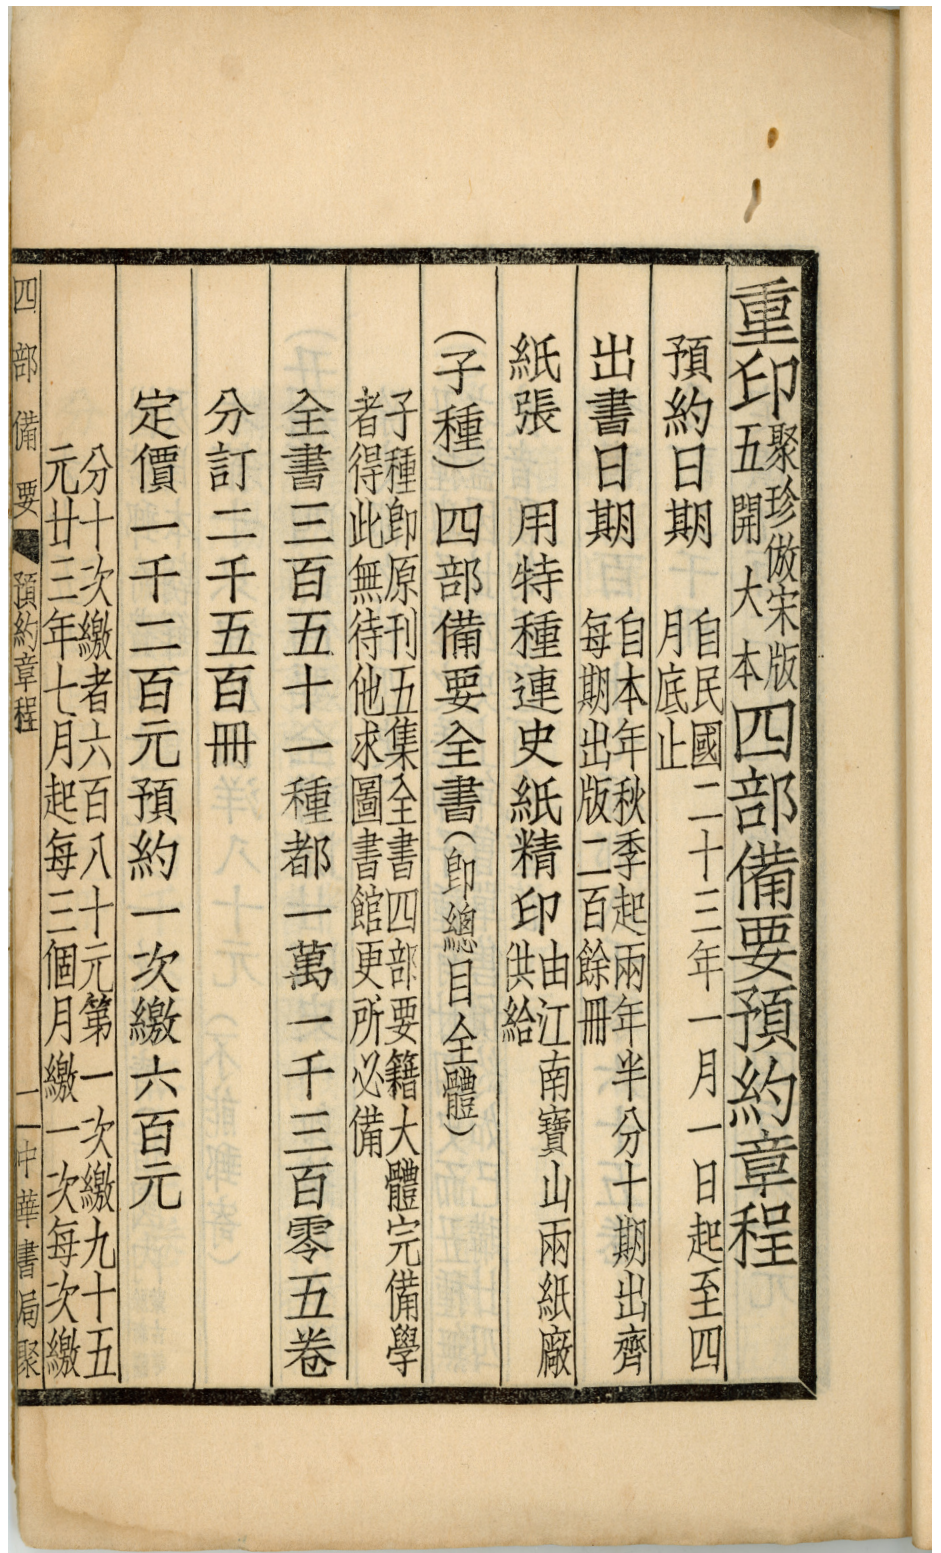 重印聚珍倣宋版五開大本四部備要預約章程
預約日期 自民國二十三年一月一日起至四
月底止
出書日期 自本年秋季起兩年半分十期出齊
每期出版二百餘冊
紙張 用特種連史紙精印由江南寶山兩紙廠
供給
(子種)四部備要全書(卽總目全體)
子種卽原刊五集全書四部要籍大體完備學
者得此無待他求圖書館更所必備
全書三百五十一種都一萬一千三百零五卷
分訂二千五百冊
定價一千二百元預約一次繳六百元
分十次繳者六百八十元第一次繳九十五
元廿三年七月起每三個月繳一次每次繳
四部備要 預約章程 一 中華書局聚